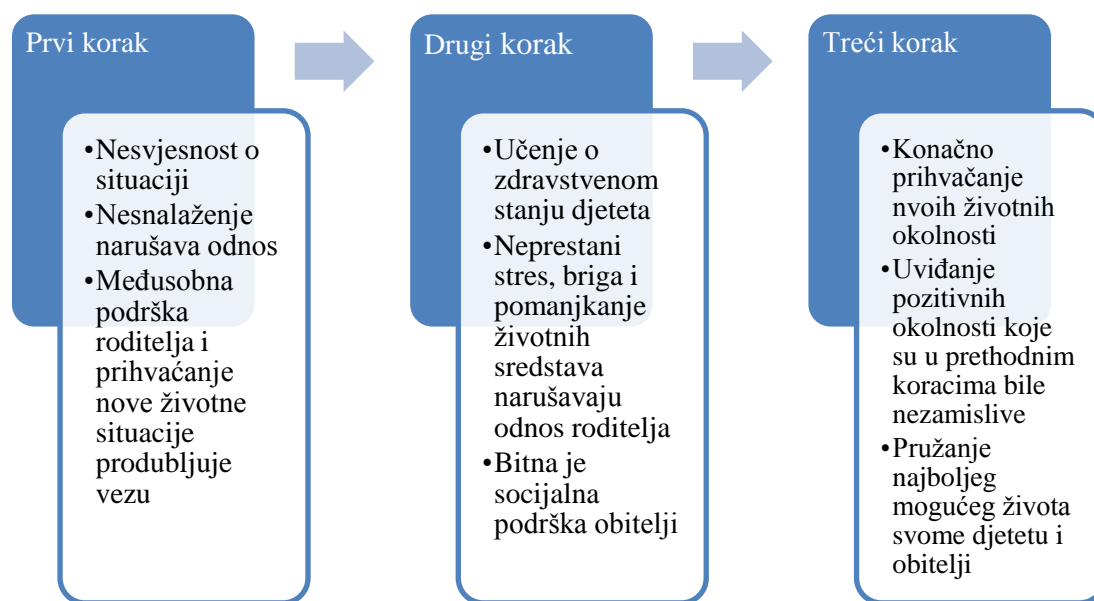 Prvi korak
•Nesvjesnost o
situaciji
•Nesnalaženje
narušava odnos
•Međusobna
podrška
roditelja i
prihvaćanje
nove životne
situacije
produbljuje
vezu
Drugi korak
•Učenje o
zdravstvenom
stanju djeteta
•Neprestani
stres, briga i
pomanjkanje
životnih
sredstava
narušavaju
odnos roditelja
•Bitna je
socijalna
podrška obitelji
Treći korak
•Konačno
prihvačanje
nvoih životnih
okolnosti
•Uviđanje
pozitivnih
okolnosti koje
su u prethodnim
koracima bile
nezamislive
•Pružanje
najboljeg
mogućeg života
svome djetetu i
obitelji